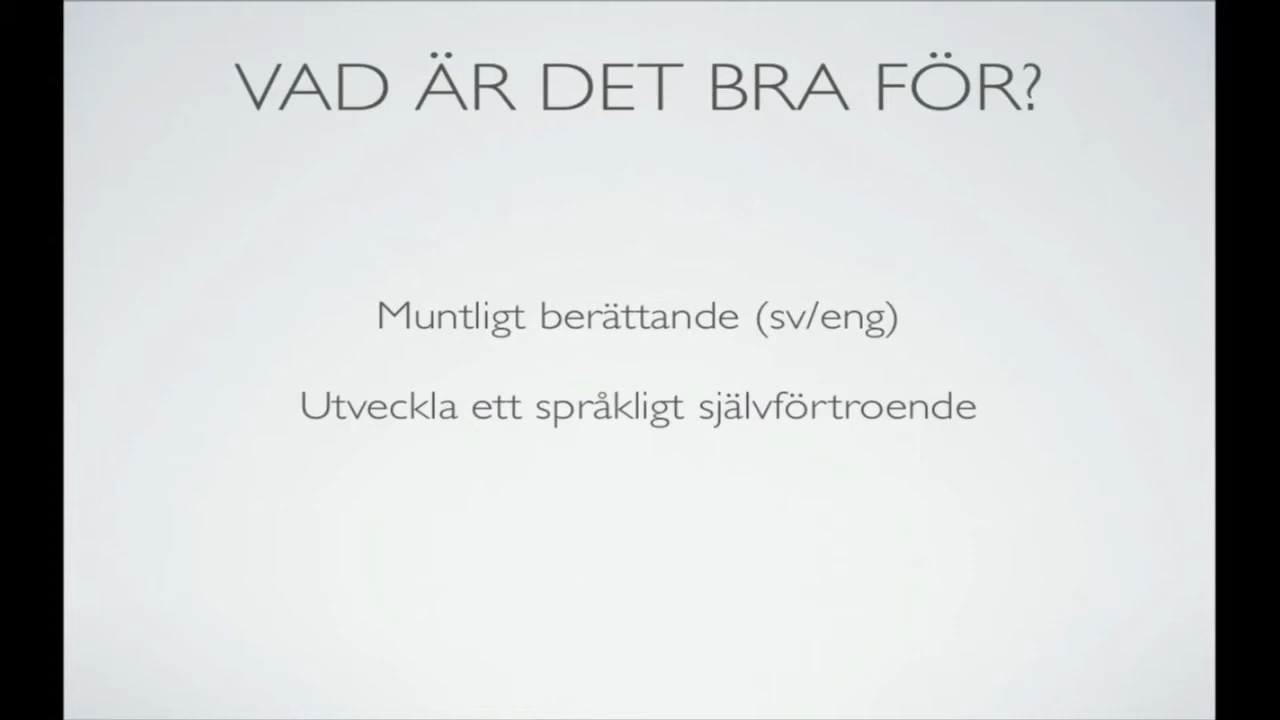 VAD ÄR DET BRA FÖR?
Muntligt berättande (sv/eng)
Utveckla ett språkligt självförtroende